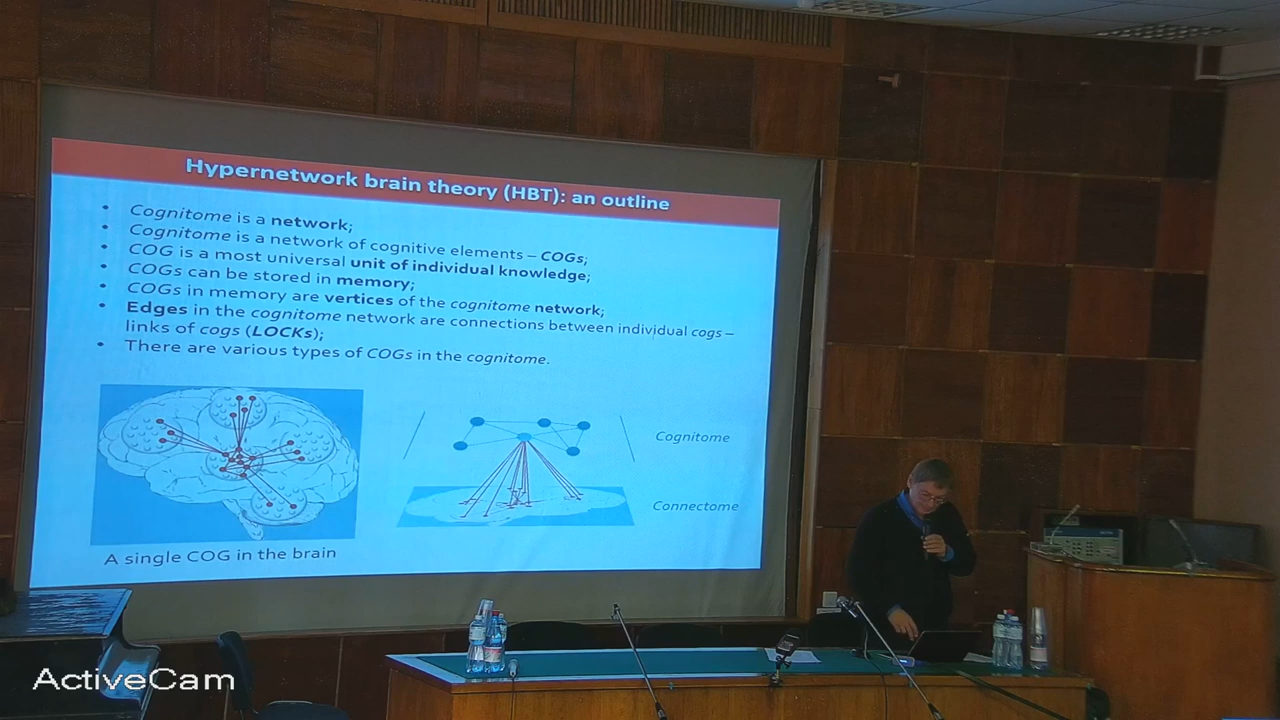 Hypernetwork brain theory (HBT): an outline
• Cognitome is a network;
• Cognitome is a network of cognitive elements – COGs;
• COG is a most universal unit of individual knowledge;
• COGs can be stored in memory;
• COGs in memory are vertices of the cognitome network;
• Edges in the cognitome network are connections between individual cogs –
links of cogs (LOCKs);
• There are various types of COGs in the cognitome.
Cognitome
Connectome
A single COG in the brain
ActiveCam